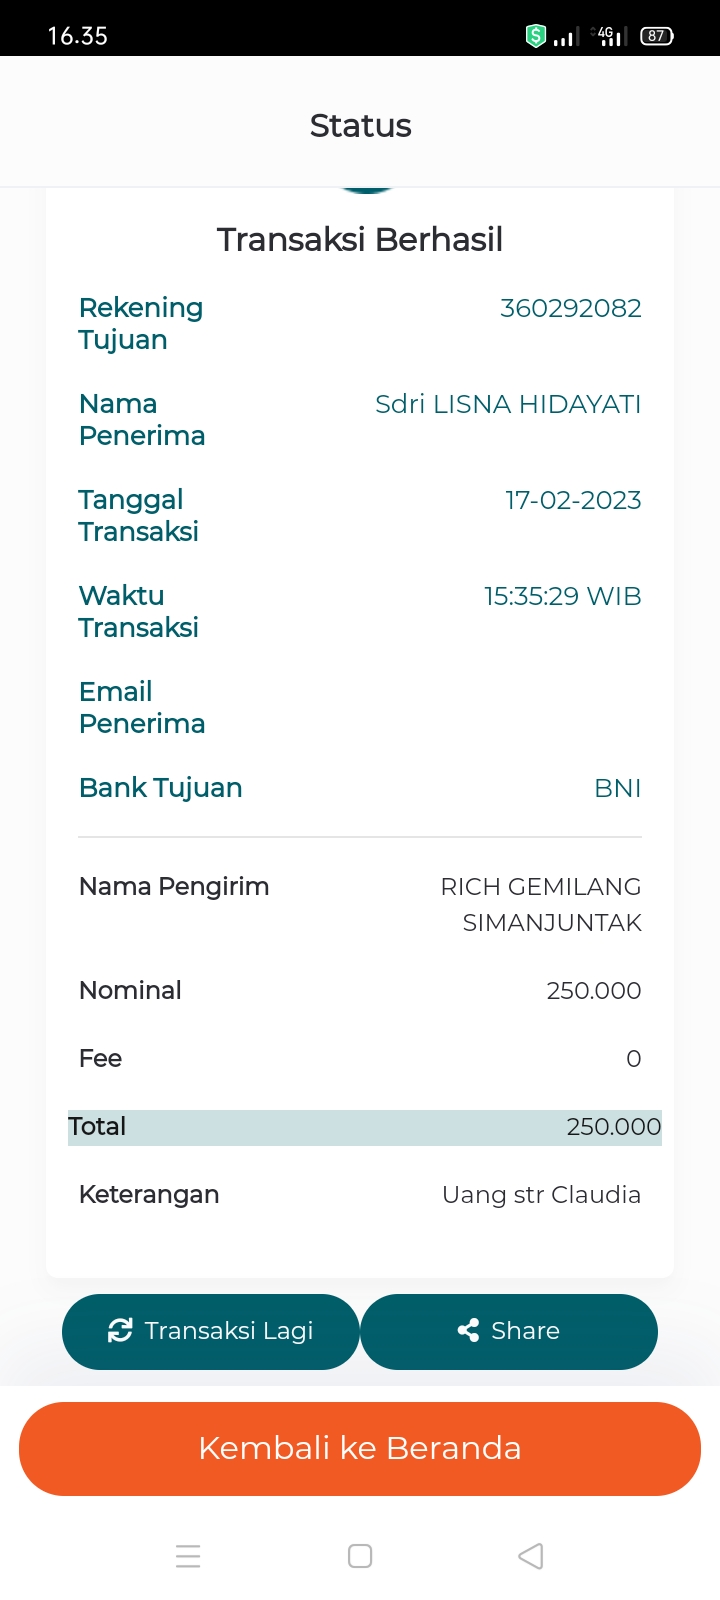 16.35
4G
87
Status
Transaksi Berhasil
Rekening
Tujuan
360292082
Nama
Penerima
Sdri LISNA HIDAYATI
Tanggal
Transaksi
17-02-2023
Waktu
Transaksi
15:35:29 WIB
Email
Penerima
Bank Tujuan
BNI
Nama Pengirim
RICH GEMILANG
SIMANJUNTAK
Nominal
250.000
Fee
0
Total
250.000
Keterangan
Uang str Claudia
Transaksi Lagi
Share
Kembali ke Beranda